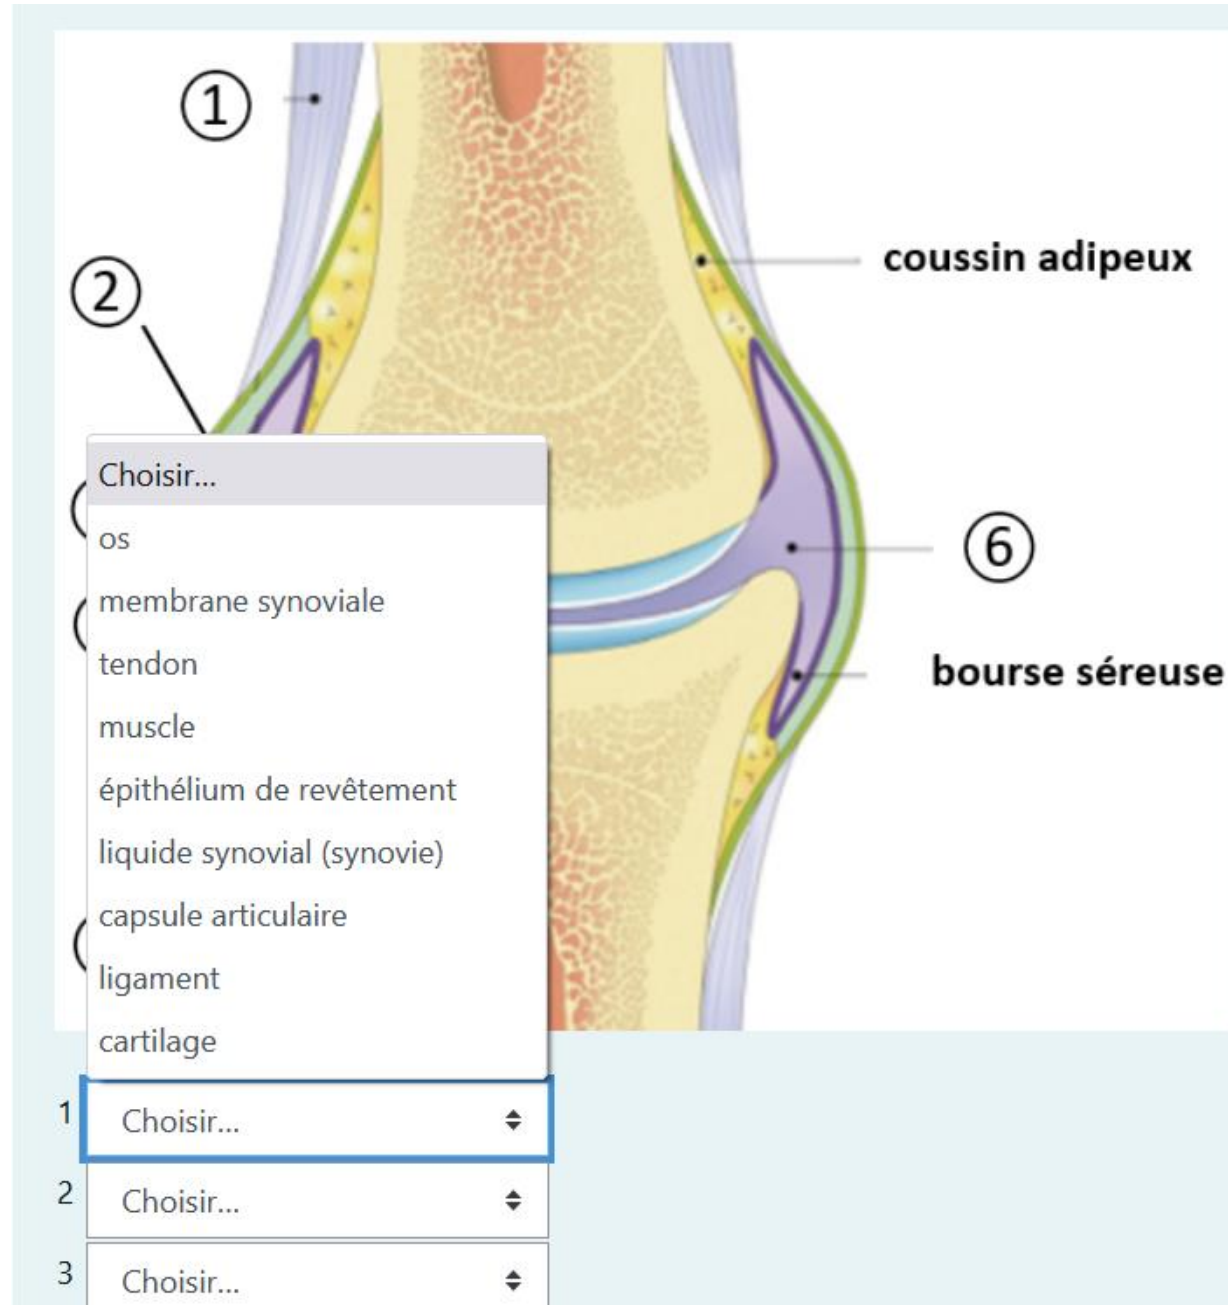 1
coussin adipeux
2
Choisir...
os
6
membrane synoviale
tendon
bourse séreuse
muscle
épithélium de revêtement
liquide synovial (synovie)
capsule articulaire
ligament
cartilage
1 Choisir...
2 Choisir...
3 Choisir...